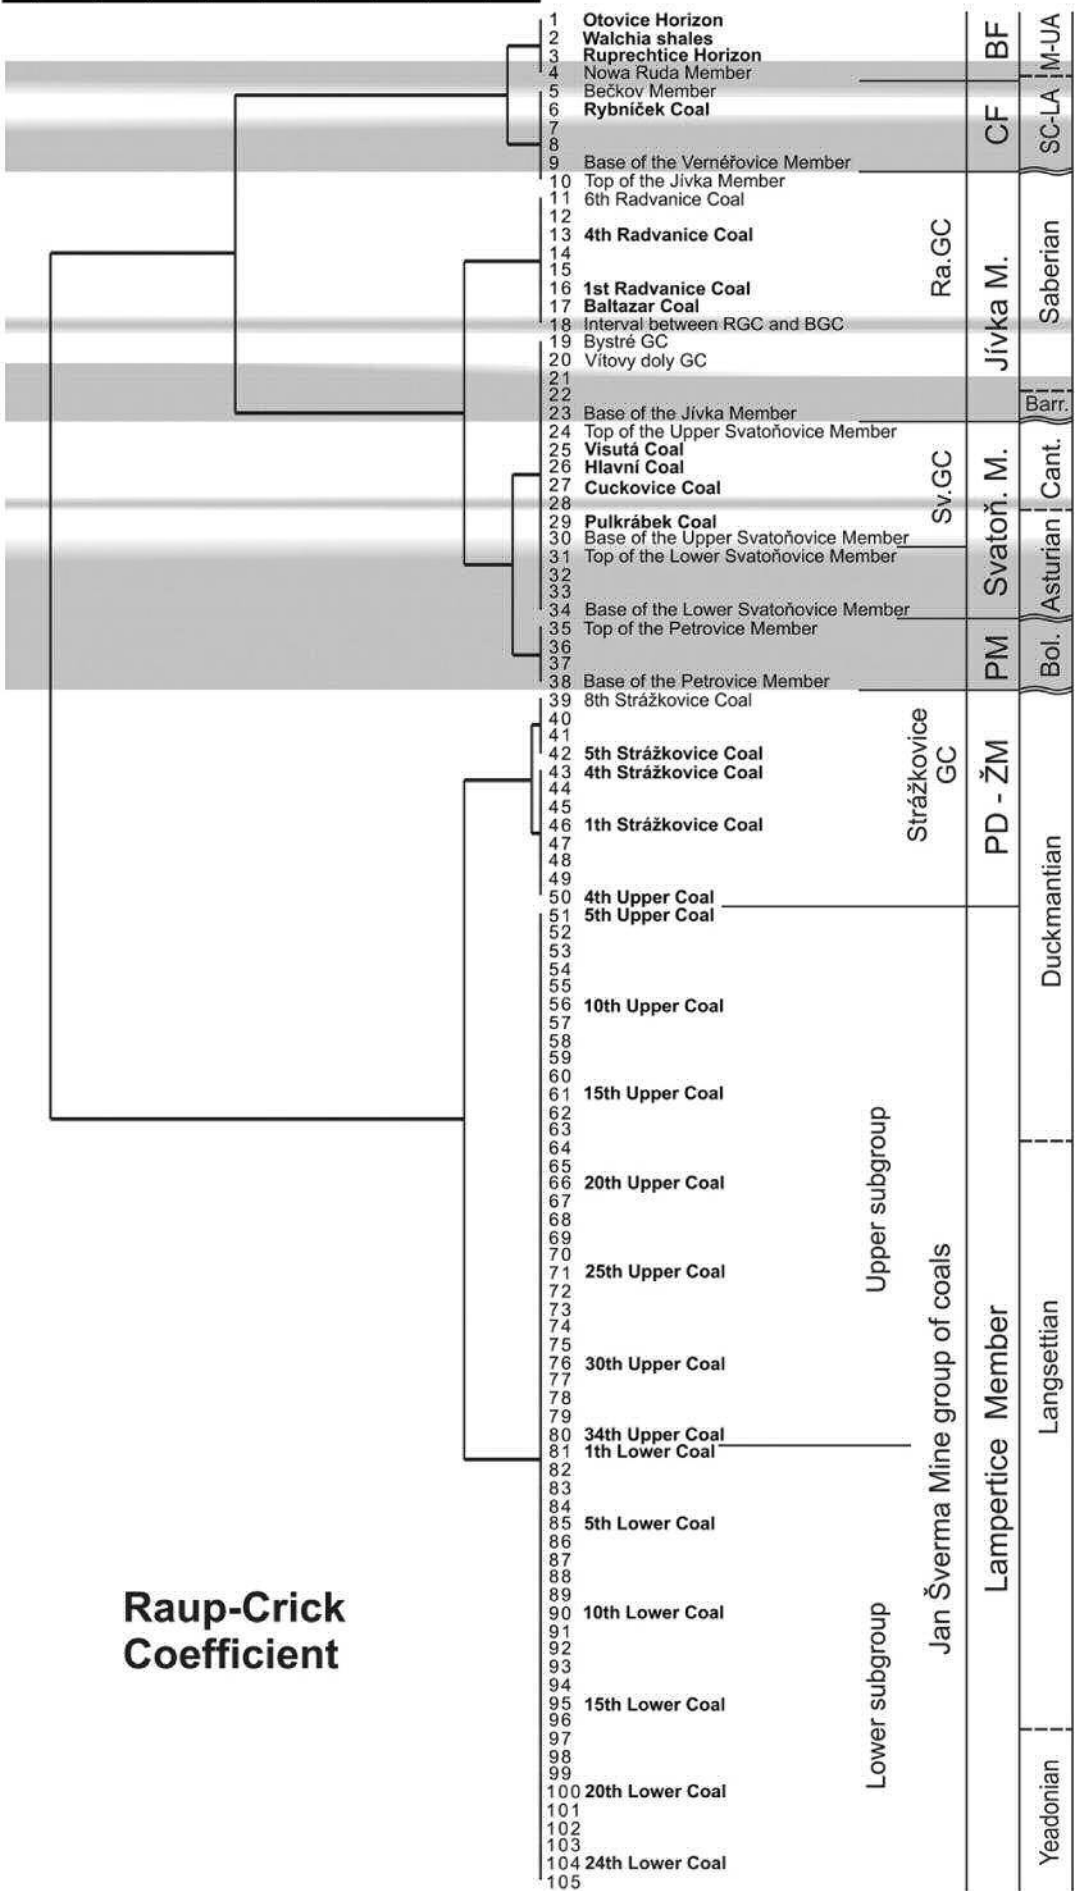 1 Otovice Horizon
2 Walchia shales
3 Ruprechtice Horizon
4 Nowa Ruda Member
5 Bečkov Member
6 Rybníček Coal
7
8
9 Base of the Vernéřovice Member
10 Top of the Jívka Member
11 6th Radvanice Coal
12
13 4th Radvanice Coal
14
15
16 1st Radvanice Coal
17 Baltazar Coal
18 Interval between RGC and BGC
19 Bystré GC
20 Vítovy doly GC
21
22
23 Base of the Jívka Member
24 Top of the Upper Svatoňovice Member
25 Visutá Coal
26 Hlavní Coal
27 Cuckovice Coal
28
29 Pulkrábek Coal
30 Base of the Upper Svatoňovice Member
31 Top of the Lower Svatoňovice Member
32
33
34 Base of the Lower Svatoňovice Member
35 Top of the Petrovice Member
36
37
38 Base of the Petrovice Member
39 8th Strážkovice Coal
40
41
42 5th Strážkovice Coal
43 4th Strážkovice Coal
44
45
46 1th Strážkovice Coal
47
48
49
50 4th Upper Coal
51 5th Upper Coal
52
53
54
55
56 10th Upper Coal
57
58
59
60
61 15th Upper Coal
62
63
64
65
66 20th Upper Coal
67
68
69
70
71 25th Upper Coal
72
73
74
75
76 30th Upper Coal
77
78
79
80 34th Upper Coal
81 1th Lower Coal
82
83
84
85 5th Lower Coal
86
87
88
89
90 10th Lower Coal
91
92
93
94
95 15th Lower Coal
96
97
98
99
100 20th Lower Coal
101
102
103
104 24th Lower Coal
105
Ra.GC
Sv.GC
Strážkovice
GC
Upper subgroup
Lower subgroup
Jan Šverma Mine group of coals
BF
CF
Jívka M.
Svatoň. M.
PM
PD - ŽM
Lampertice Member
M-UA
SC-LA
Saberian
Barr.
Cant.
Asturian
Bol.
Duckmantian
Langsettian
Yeadonian
Raup-Crick
Coefficient